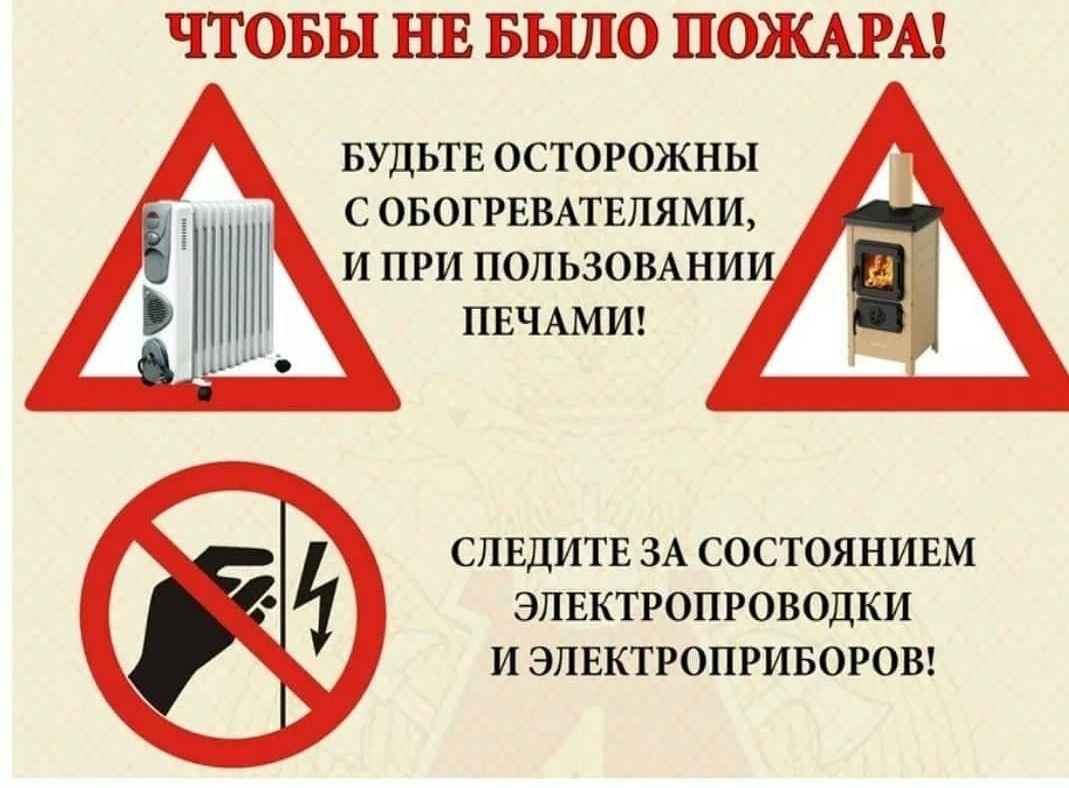 ЧТОБЫ НЕ БЫЛО ПОЖАРА!
БУДЬТЕ ОСТОРОЖНЫ
С ОБОГРЕВАТЕЛЯМИ,
И ПРИ ПОЛЬЗОВАНИИ
ПЕЧАМИ!
СЛЕДИТЕ ЗА СОСТОЯНИЕМ
ЭЛЕКТРОПРОВОДКИ
И ЭЛЕКТРОПРИБОРОВ!